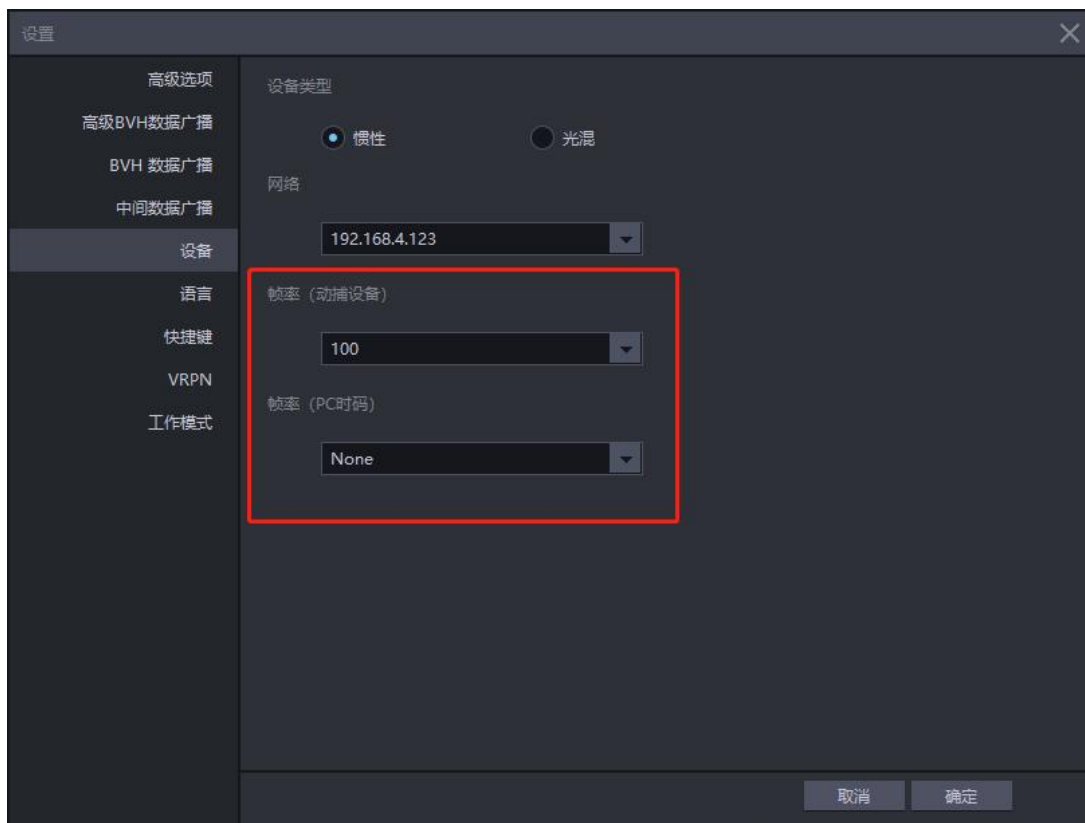 设置
高级选项
高级BVH数据广播
BVH 数据广播
中间数据广播
设备
语言
快捷键
VRPN
工作模式
设备类型
惯性 光混
网络
192.168.4.123
帧率（动捕设备）
100
帧率（PC时码）
None
取消 确定